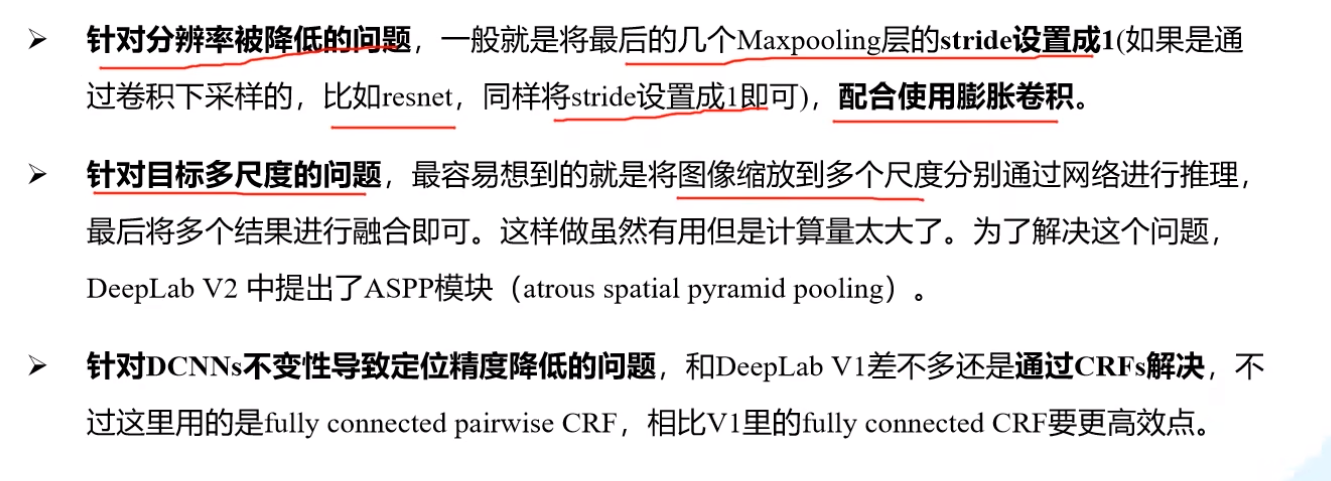 ➢ 针对分辨率被降低的问题，一般就是将最后的几个Maxpooling层的stride设置成1(如果是通
过卷积下采样的，比如resnet，同样将stride设置成1即可)，配合使用膨胀卷积。
➢ 针对目标多尺度的问题，最容易想到的就是将图像缩放到多个尺度分别通过网络进行推理，
最后将多个结果进行融合即可。这样做虽然有用但是计算量太大了。为了解决这个问题，
DeepLab V2 中提出了ASPP模块（atrous spatial pyramid pooling）。
➢ 针对DCNNs不变性导致定位精度降低的问题，和DeepLab V1差不多还是通过CRFs解决，不
过这里用的是fully connected pairwise CRF，相比V1里的fully connected CRF要更高效点。